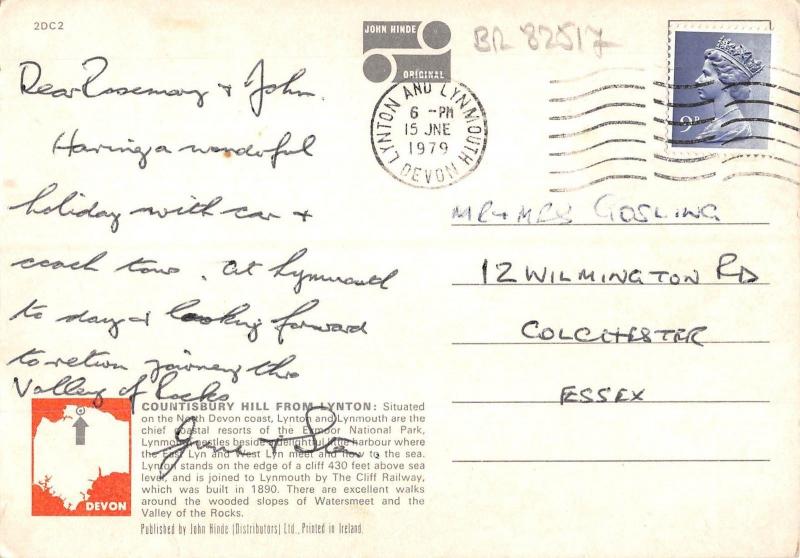 2DC2
JOHN HINDE
ORIGINAL
BR 82517
LYNTON AND LYNMOUTH
6 -PM
15 JNE
1979
DEVON
9P
Dear Rosemary + John.
Having a wonderful
holiday with car +
coach tours. At Lynmouth
to day & looking forward
to return journey thro
Valley of Rocks
June + Stan.
MR + MRS GOSLING
12 WILMINGTON RD
COLCHESTER
ESSEX
DEVON
COUNTISBURY HILL FROM LYNTON: Situated
on the North Devon coast, Lynton and Lynmouth are the
chief coastal resorts of the Exmoor National Park,
Lynmouth nestles beside a delightful little harbour where
the East Lyn and West Lyn meet and flow to the sea.
Lynton stands on the edge of a cliff 430 feet above sea
level, and is joined to Lynmouth by The Cliff Railway,
which was built in 1890. There are excellent walks
around the wooded slopes of Watersmeet and the
Valley of the Rocks.
Published by John Hinde (Distributors) Ltd., Printed in Ireland.